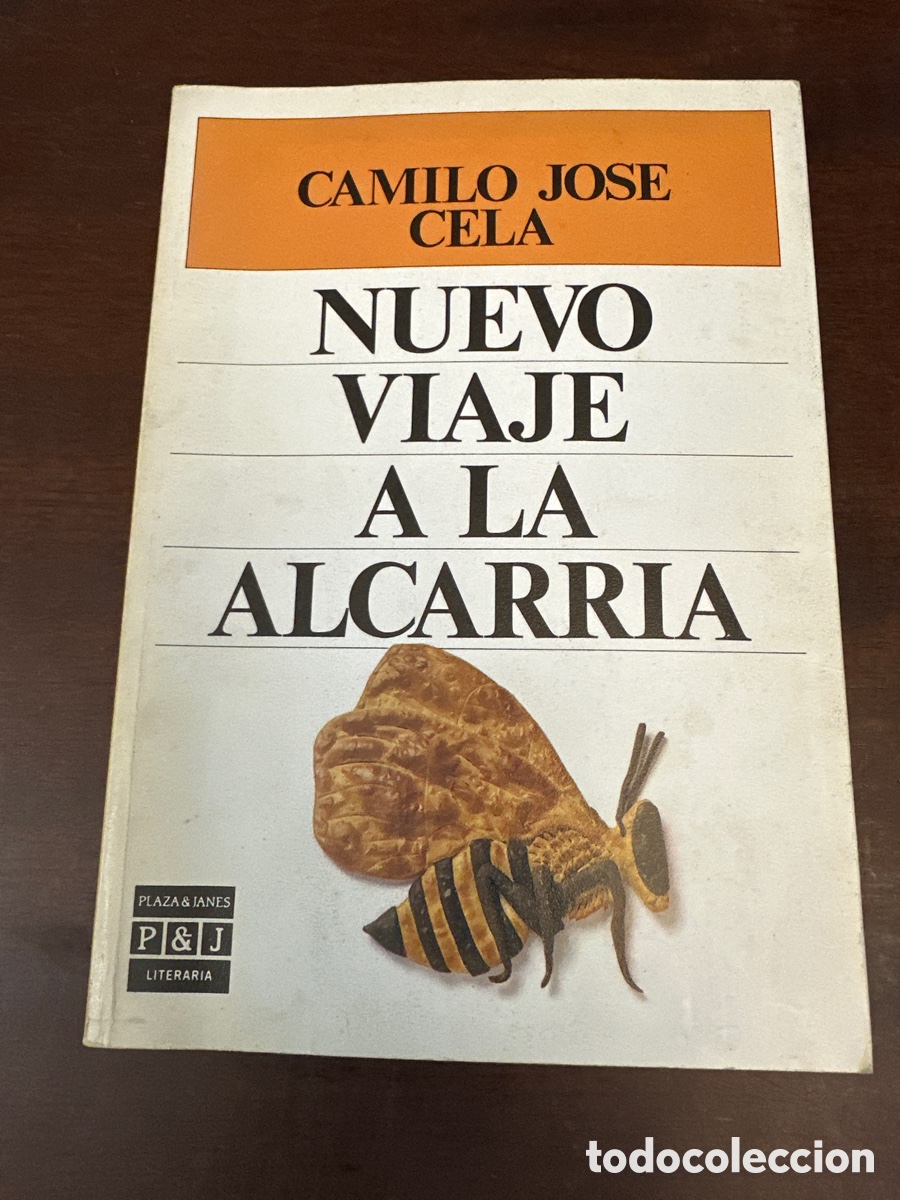 CAMILO JOSE
CELA
NUEVO
VIAJE
A LA
ALCARRIA
PLAZA & JANES
P & J
LITERARIA
todocoleccion